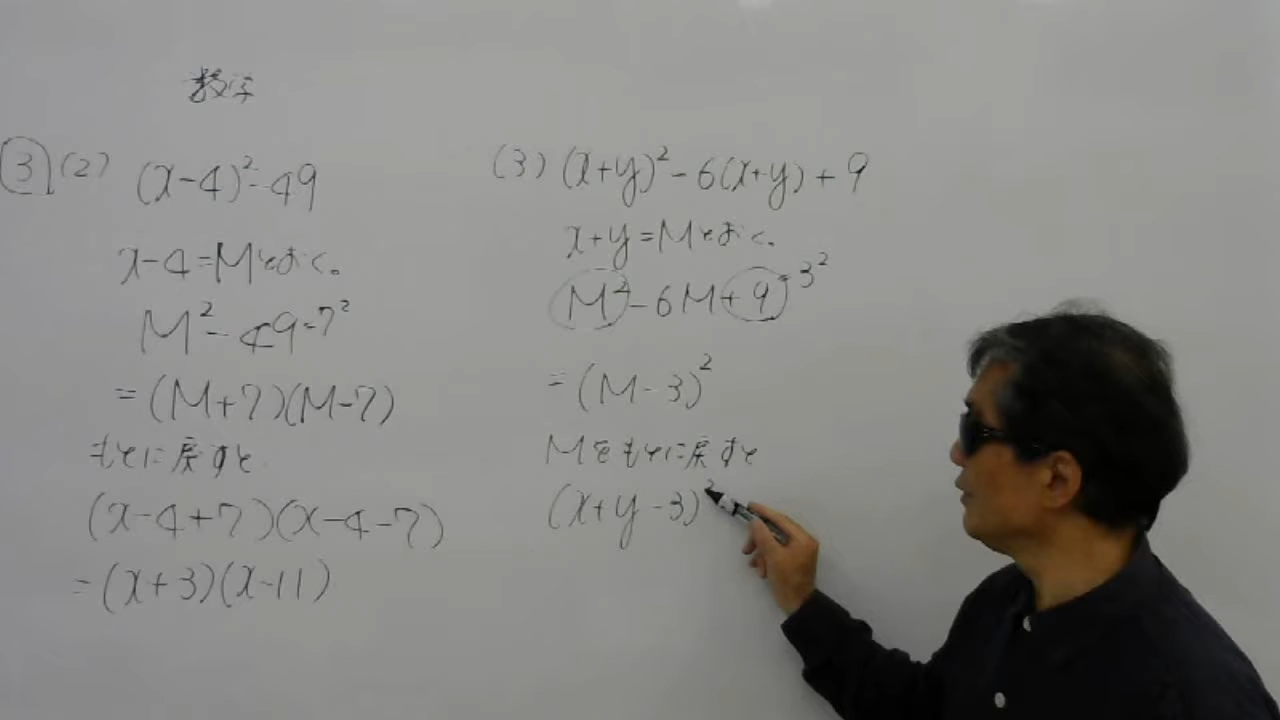 数学
③(2) (x-4)²-49
x-4=Mとおく。
M²-49=7²
=(M+7)(M-7)
もとに戻すと
(x-4+7)(x-4-7)
=(x+3)(x-11)
(3) (x+y)²-6(x+y)+9
x+y=Mとおく。
M²-6M+9=3²
=(M-3)²
Mをもとに戻すと
(x+y-3)²